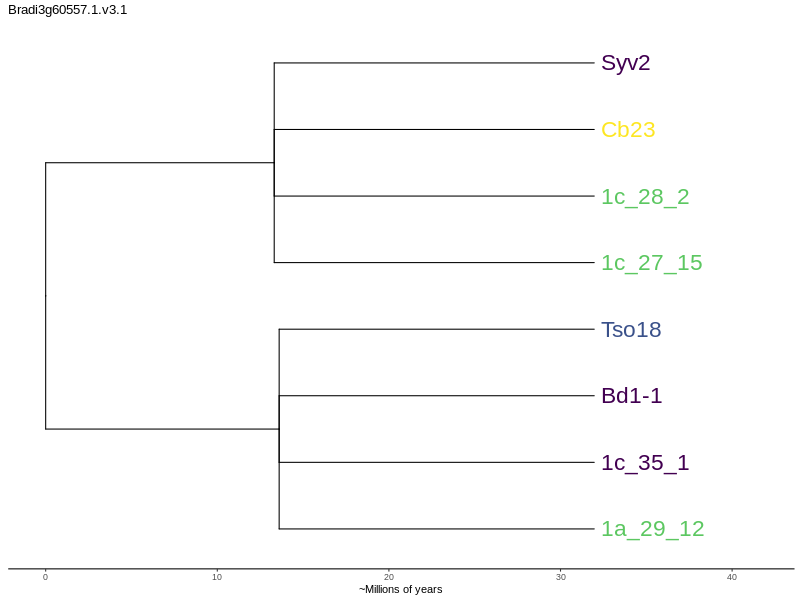 Bradi3g60557.1.v3.1
Syv2
Cb23
1c_28_2
1c_27_15
Tso18
Bd1-1
1c_35_1
1a_29_12
0 10 20 30 40
~Millions of years